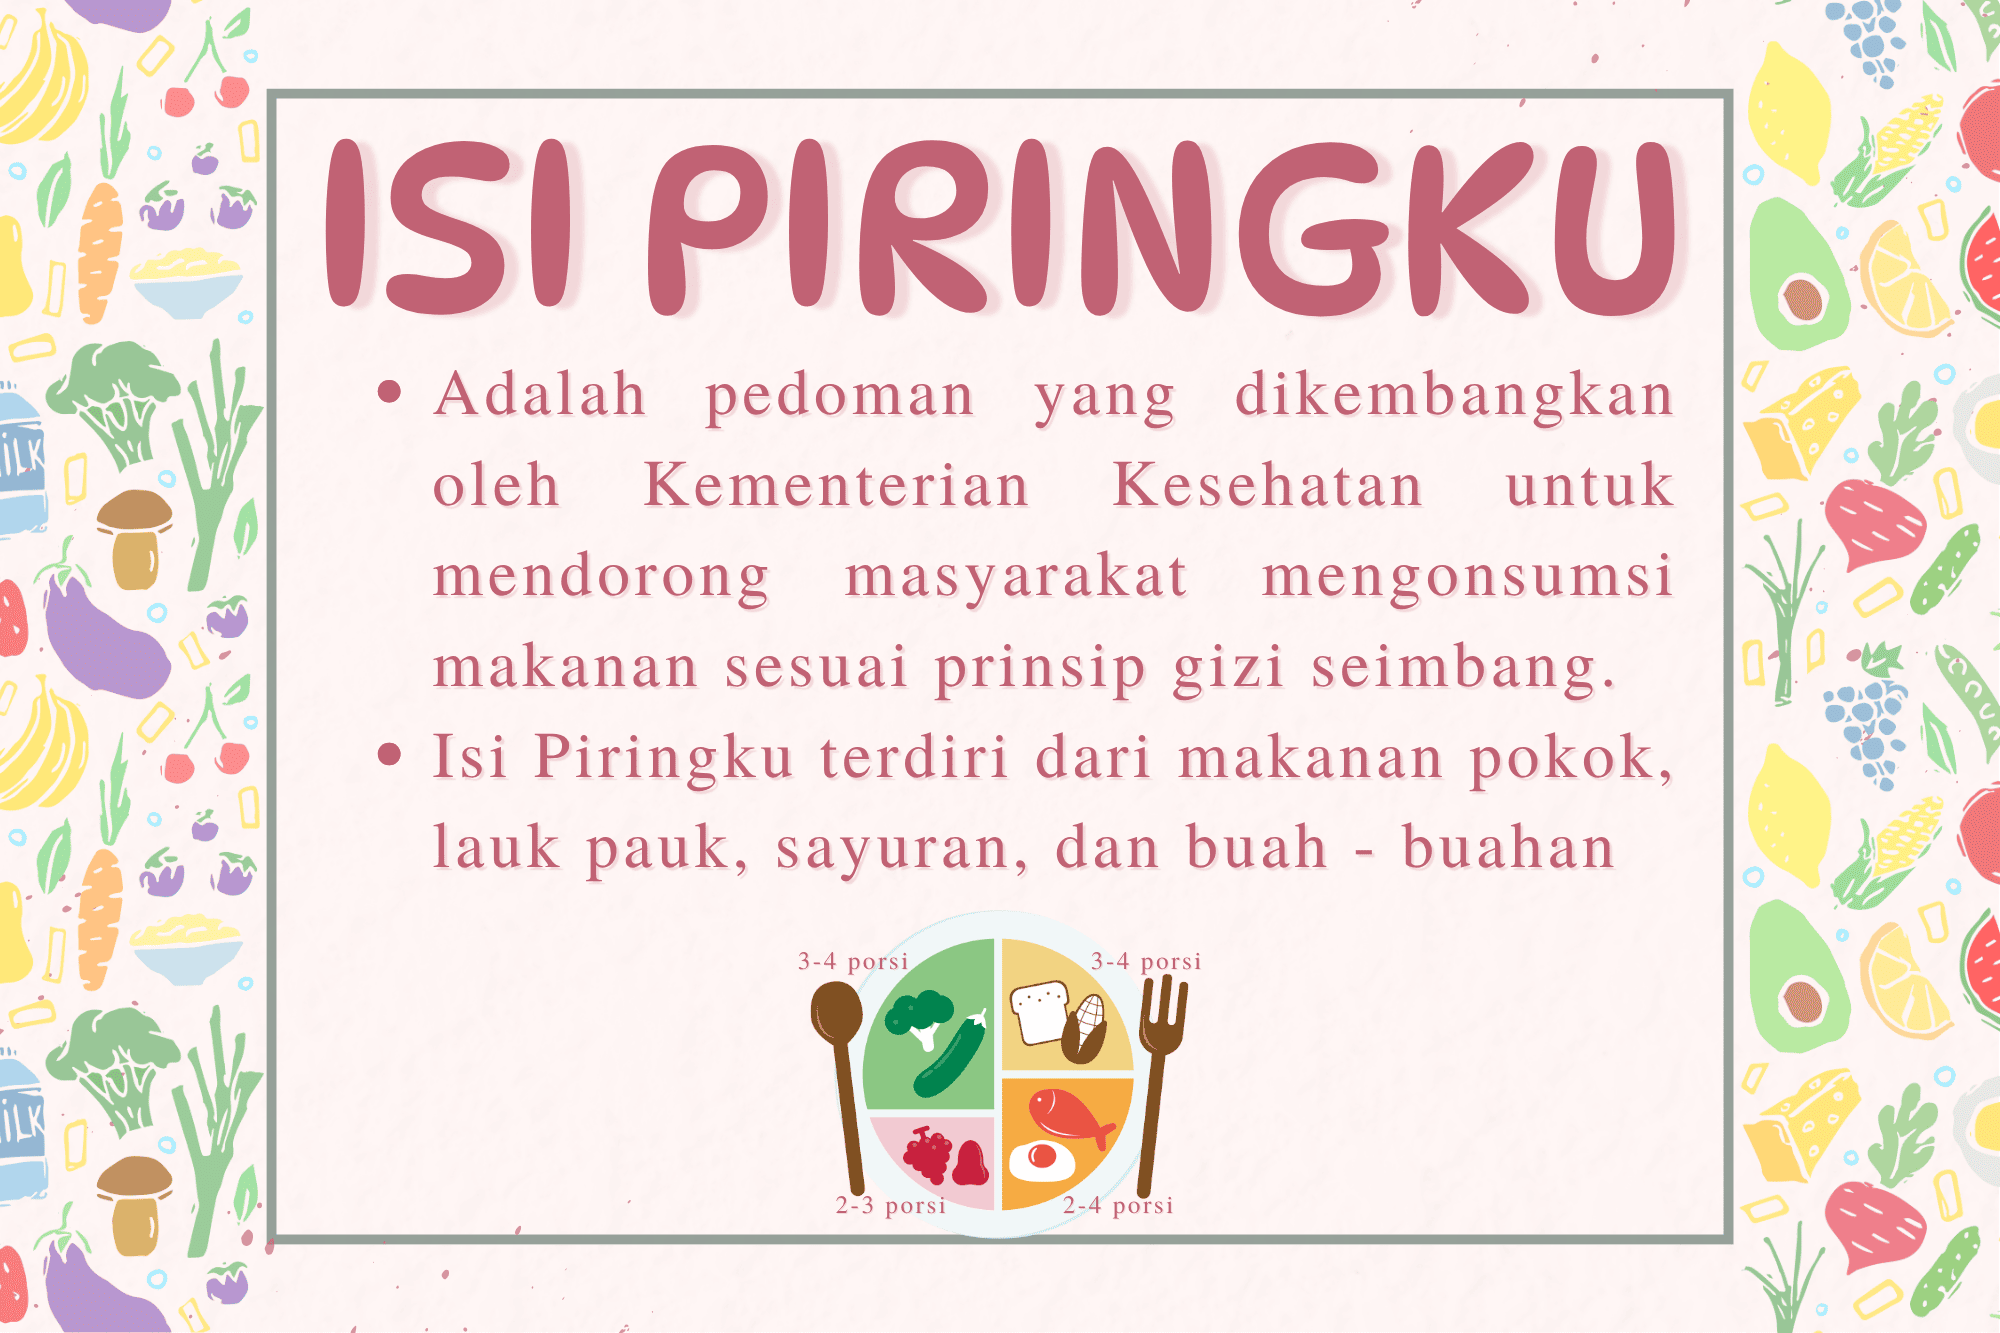 ISI PIRINGKU
• Adalah pedoman yang dikembangkan
oleh Kementerian Kesehatan untuk
mendorong masyarakat mengonsumsi
makanan sesuai prinsip gizi seimbang.
• Isi Piringku terdiri dari makanan pokok,
lauk pauk, sayuran, dan buah - buahan
3-4 porsi
3-4 porsi
2-3 porsi
2-4 porsi